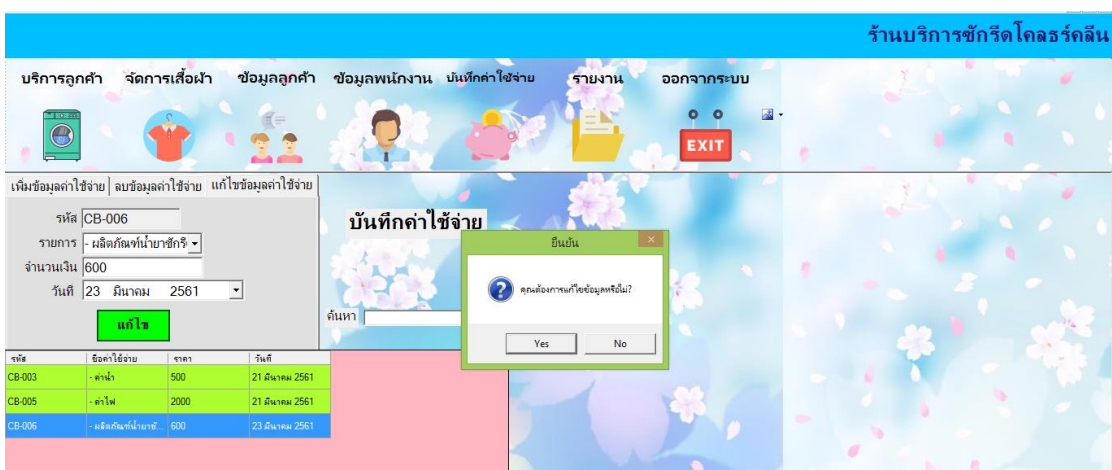 ร้านบริการซักรีดโคลธร์คลีน
บริการลูกค้า จัดการเสื้อผ้า ข้อมูลลูกค้า ข้อมูลพนักงาน บันทึกค่าใช้จ่าย รายงาน ออกจากระบบ
EXIT
เพิ่มข้อมูลค่าใช้จ่าย ลบข้อมูลค่าใช้จ่าย แก้ไขข้อมูลค่าใช้จ่าย
รหัส CB-006
รายการ - ผลิตภัณฑ์น้ำยาซักรี
จำนวนเงิน 600
วันที่ 23 มีนาคม 2561
แก้ไข
บันทึกค่าใช้จ่าย
ค้นหา
ยืนยัน
คุณต้องการแก้ไขข้อมูลหรือไม่?
Yes No
รหัส ชื่อค่าใช้จ่าย ราคา วันที่
CB-003 - ค่าน้ำ 500 21 มีนาคม 2561
CB-005 - ค่าไฟ 2000 21 มีนาคม 2561
CB-006 - ผลิตภัณฑ์น้ำยาซั... 600 23 มีนาคม 2561